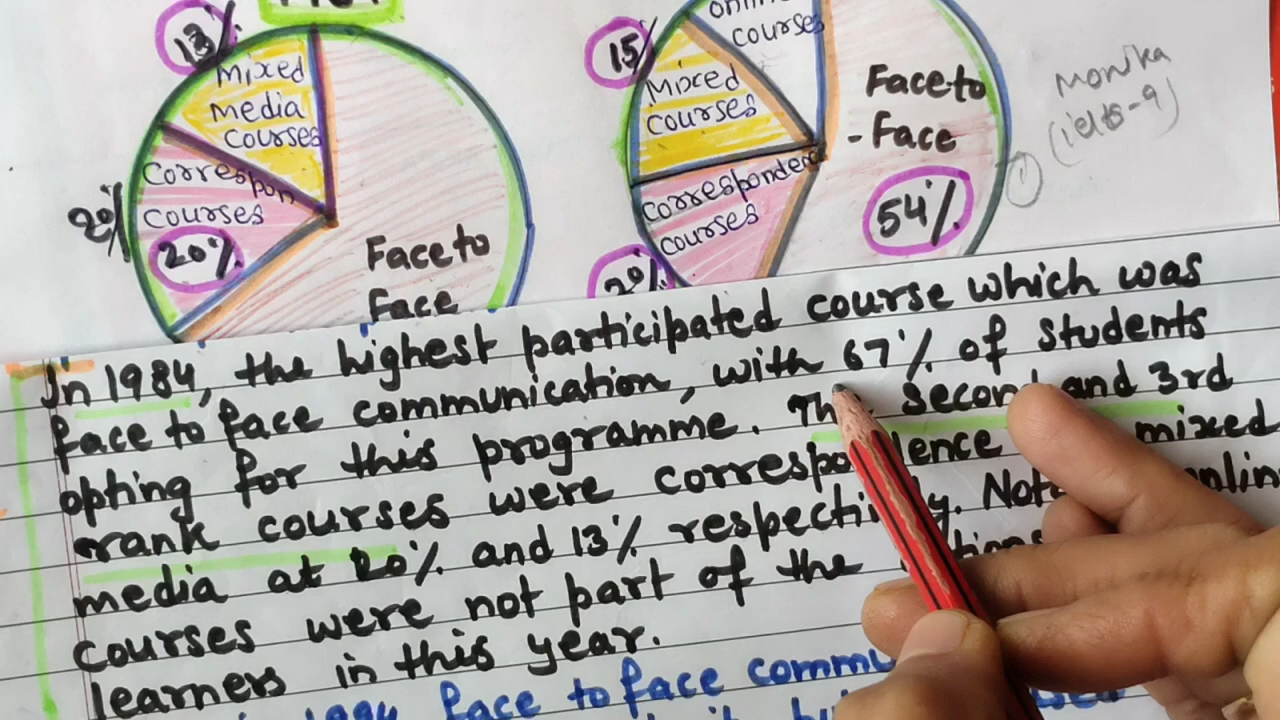 13%
Mixed
media
courses
Correspon
courses
20%
20%
Face to
Face
15%
online
courses
Mixed
courses
Correspondence
courses
20%
Face to
- Face
54%
Monika
(ielts-9)
1
In 1984, the highest participated course which was
face to face communication, with 67% of students
opting for this programme. The second and 3rd
rank courses were correspondence mixed
media at 20% and 13% respectively.
courses were not part of the
learners in this year.
face to face